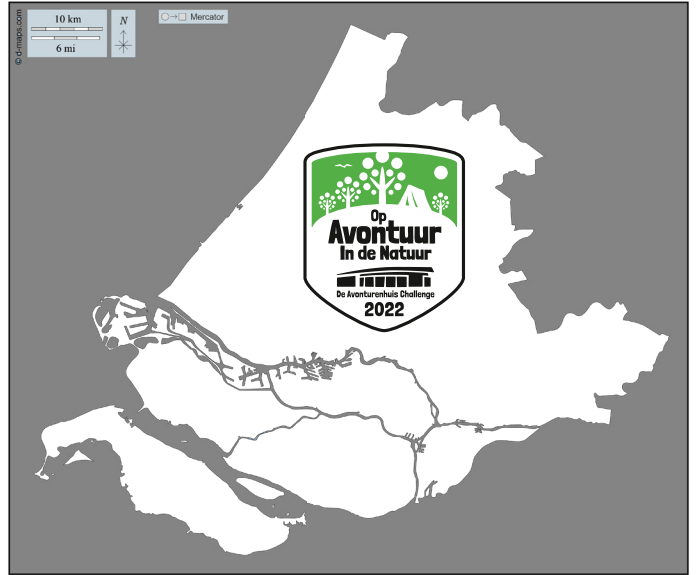 10 km
6 mi
N
○→□ Mercator
© d-maps.com
Op
Avontuur
In de Natuur
De Avonturenhuis Challenge
2022